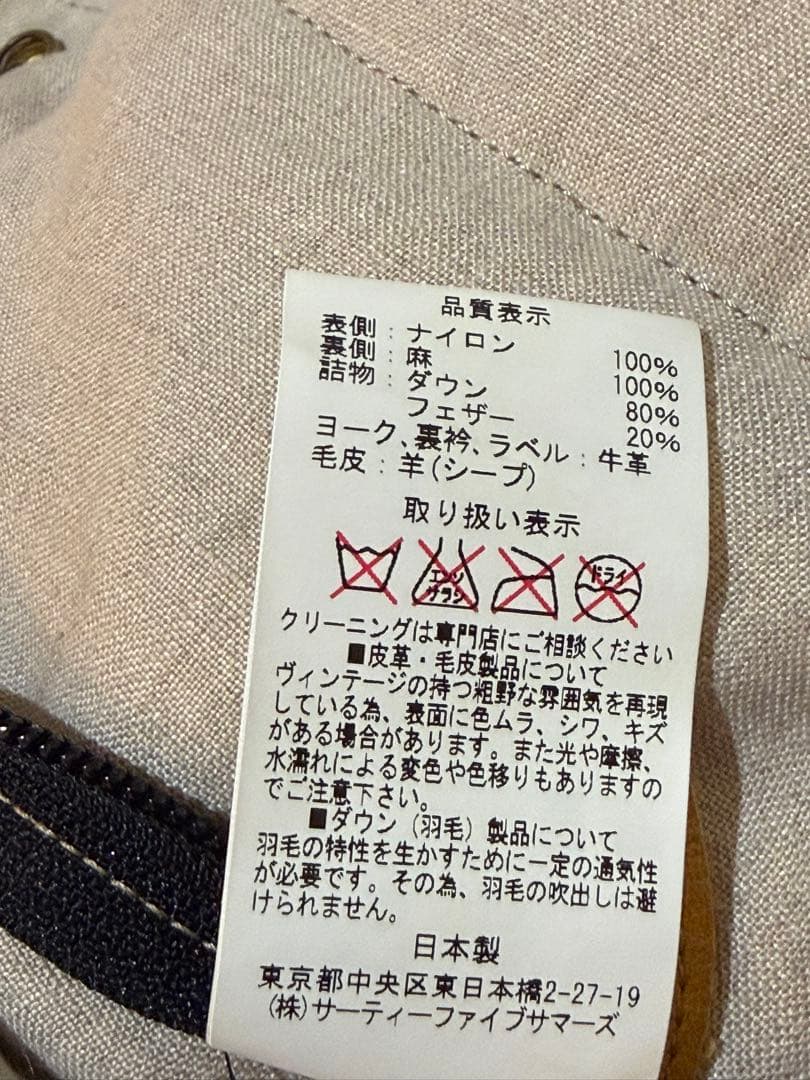 品質表示
表側：ナイロン 100%
裏側：麻 100%
詰物：ダウン 80%
フェザー 20%
ヨーク、裏衿、ラベル：牛革
毛皮：羊(シープ)
取り扱い表示
エンソ サラシ ドライ
クリーニングは専門店にご相談ください
■皮革・毛皮製品について
ヴィンテージの持つ粗野な雰囲気を再現
している為、表面に色ムラ、シワ、キズ
がある場合があります。また光や摩擦、
水濡れによる変色や色移りもありますの
でご注意下さい。
■ダウン（羽毛）製品について
羽毛の特性を生かすために一定の通気性
が必要です。その為、羽毛の吹出しは避
けられません。
日本製
東京都中央区東日本橋2-27-19
(株)サーティーファイブサマーズ